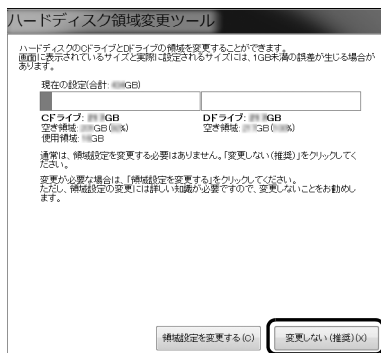 ハードディスク領域変更ツール
ハードディスクのCドライブとDドライブの領域を変更することができます。
画面に表示されているサイズと実際に設定されるサイズには、1GB未満の誤差が生じる場合が
あります。
現在の設定(合計: GB)
Cドライブ: GB
Dドライブ: GB
空き領域: GB( %)
空き領域: GB( %)
使用領域: GB
通常は、領域設定を変更する必要はありません。「変更しない(推奨)」をクリックしてく
ださい。
変更が必要な場合は、「領域設定を変更する」をクリックしてください。
ただし、領域設定の変更には詳しい知識が必要ですので、変更しないことをお勧めし
ます。
領域設定を変更する(C)
変更しない(推奨)(X)